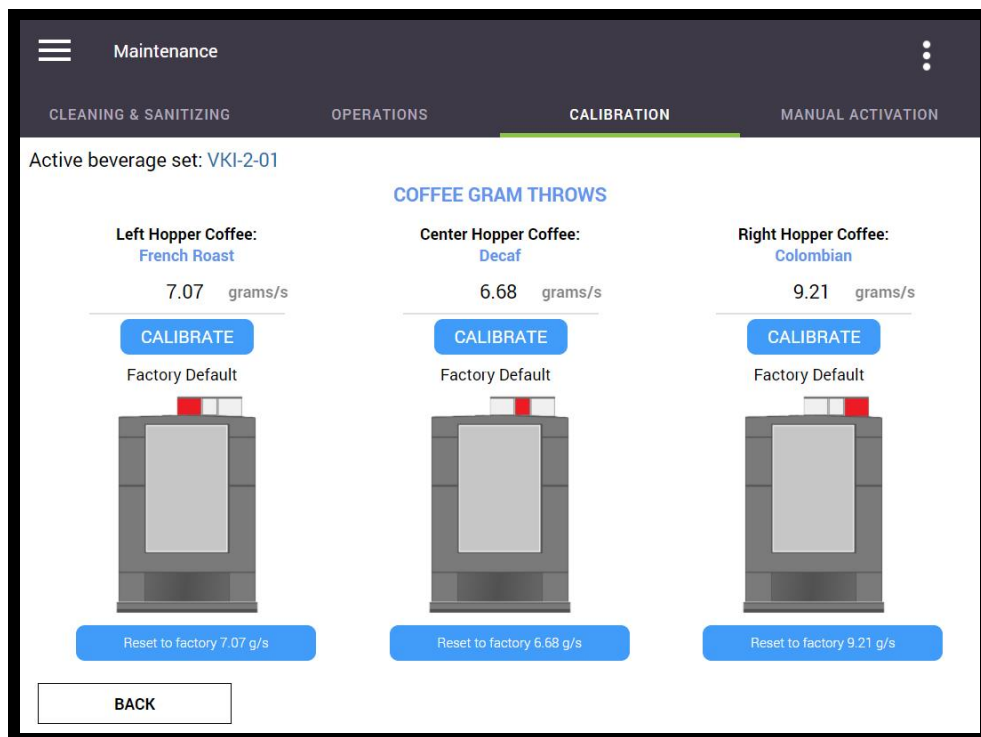 Maintenance
CLEANING & SANITIZING OPERATIONS CALIBRATION MANUAL ACTIVATION
Active beverage set: VKI-2-01
COFFEE GRAM THROWS
Left Hopper Coffee: Center Hopper Coffee: Right Hopper Coffee:
French Roast Decaf Colombian
7.07 grams/s 6.68 grams/s 9.21 grams/s
CALIBRATE CALIBRATE CALIBRATE
Factory Default Factory Default Factory Default
Reset to factory 7.07 g/s Reset to factory 6.68 g/s Reset to factory 9.21 g/s
BACK